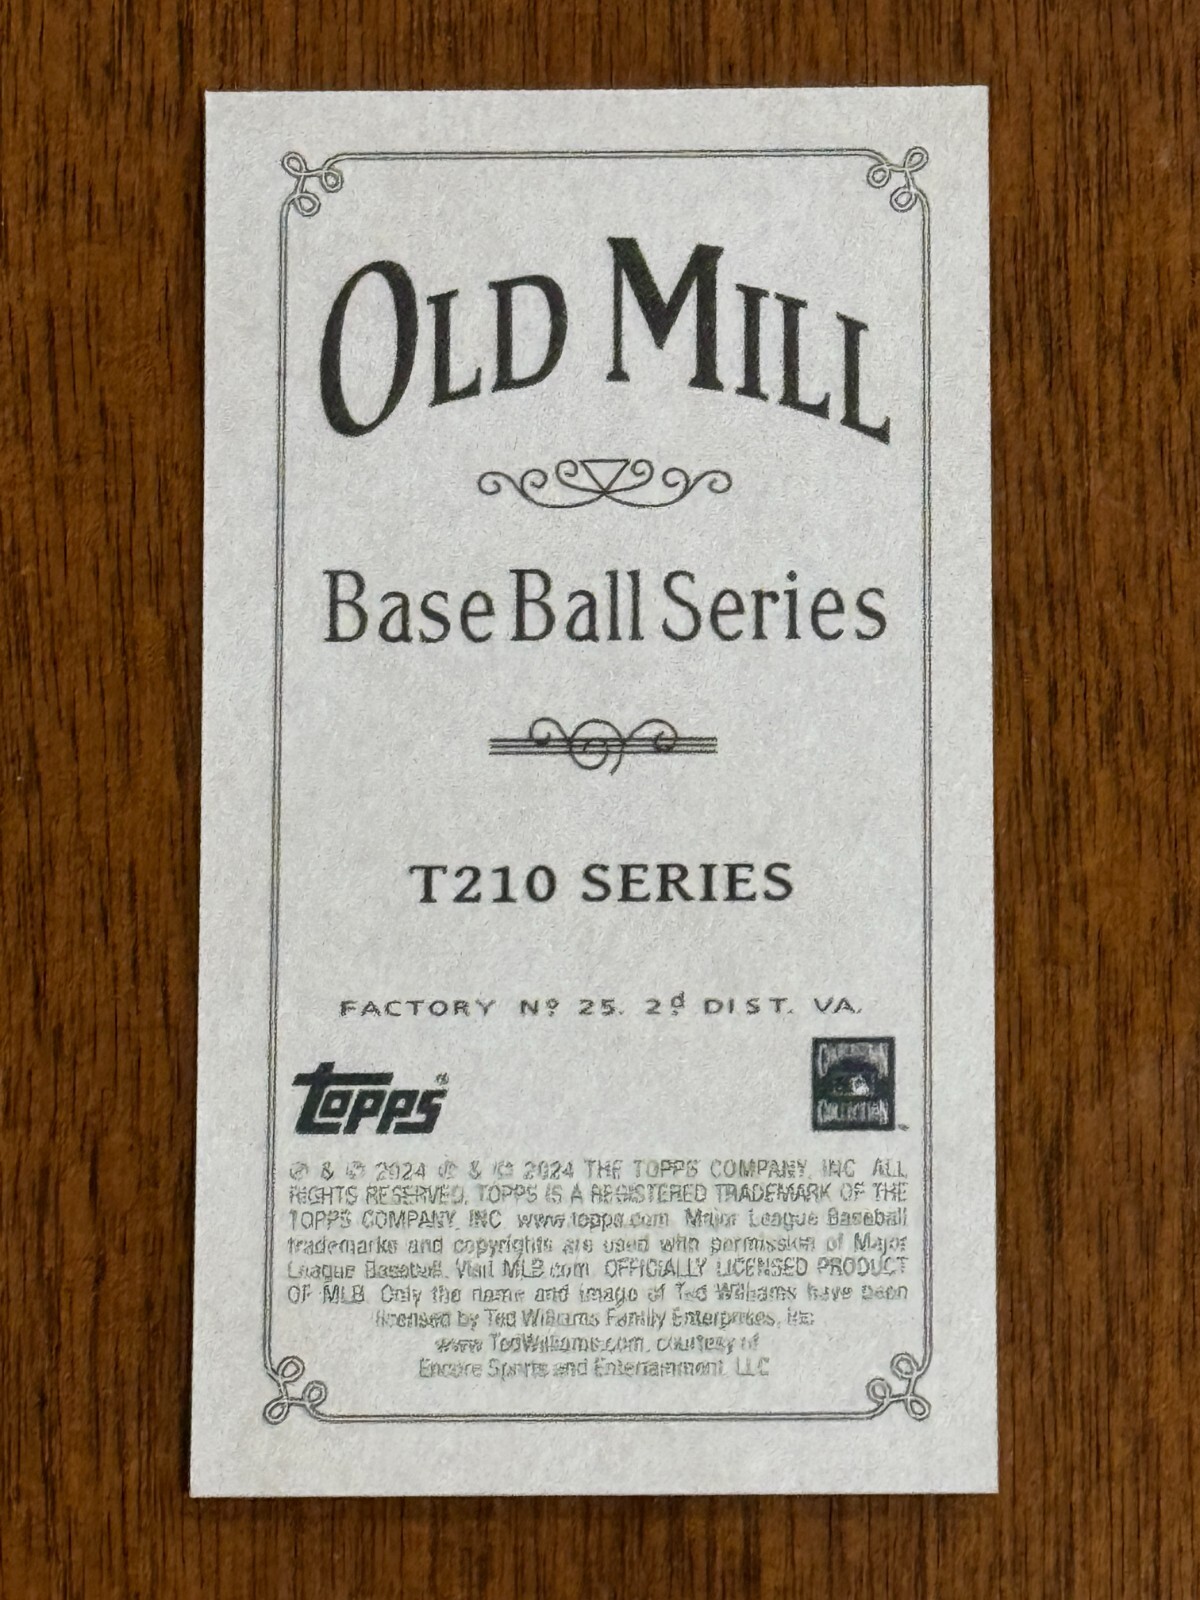 OLD MILL
Base Ball Series
T210 SERIES
FACTORY Nº 25. 2d DIST. VA.
Topps
COOPERSTOWN
COLLECTION
℗ & © 2024 ℗ & © 2024 THE TOPPS COMPANY, INC. ALL
RIGHTS RESERVED. TOPPS IS A REGISTERED TRADEMARK OF THE
TOPPS COMPANY, INC. www.topps.com. Major League Baseball
trademarks and copyrights are used with permission of Major
League Baseball. Visit MLB.com. OFFICIALLY LICENSED PRODUCT
OF MLB. Only the name and image of Ted Williams have been
licensed by Ted Williams Family Enterprises, Inc.
www.TedWilliams.com, courtesy of
Encore Sports and Entertainment, LLC